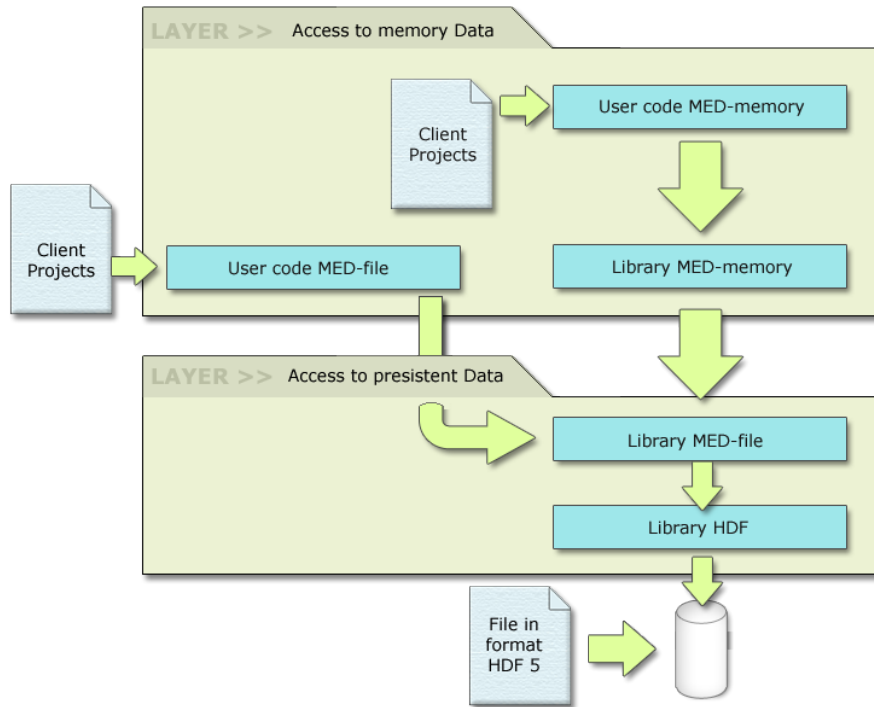 LAYER >> Access to memory Data
Client
Projects
User code MED-memory
Client
Projects
User code MED-file
Library MED-memory
LAYER >> Access to presistent Data
Library MED-file
Library HDF
File in
format
HDF 5